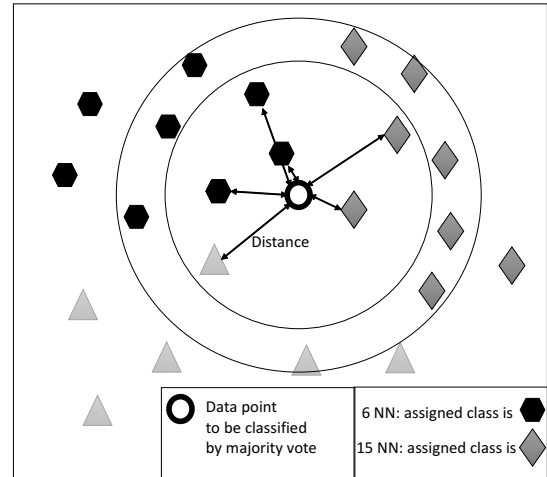 Distance
Data point
to be classified
by majority vote
6 NN: assigned class is
15 NN: assigned class is